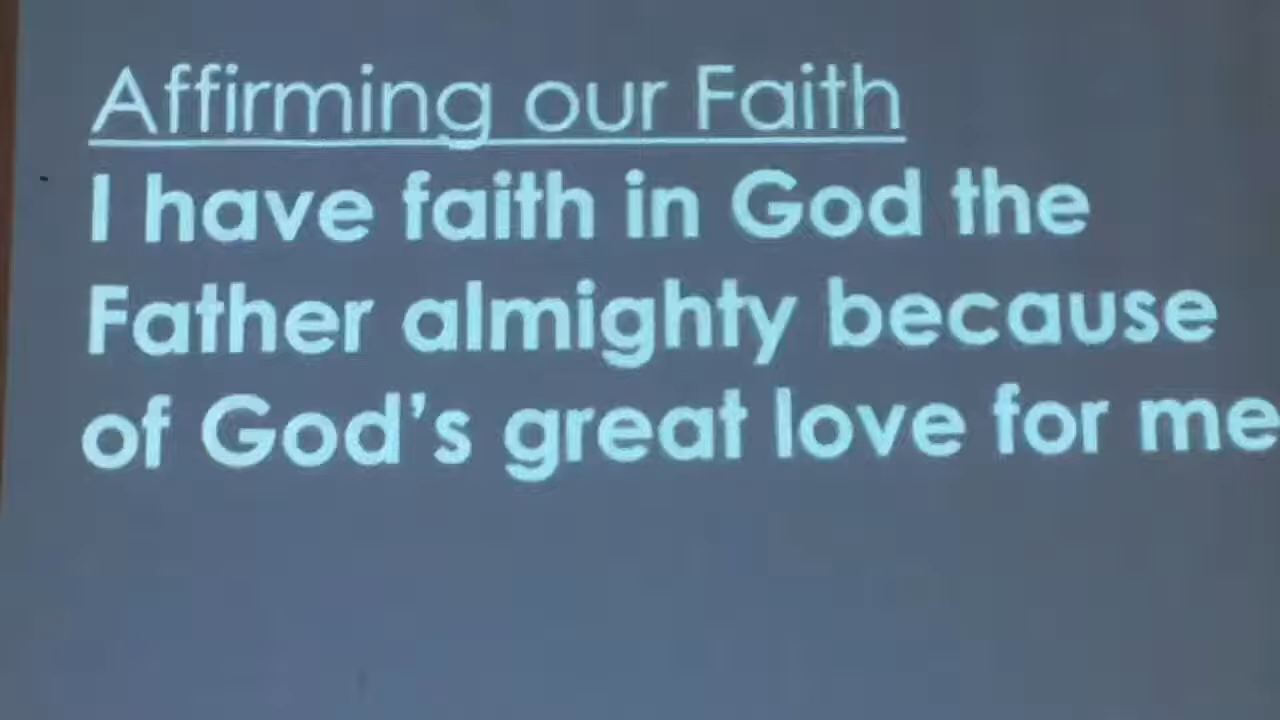 Affirming our Faith
I have faith in God the
Father almighty because
of God's great love for me